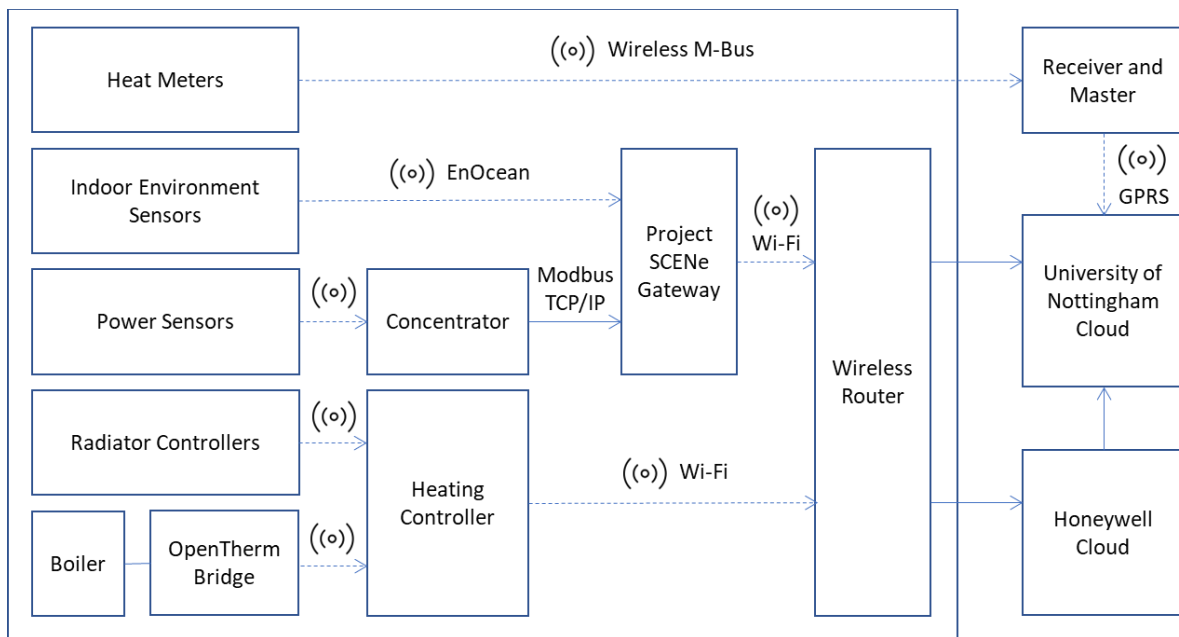 Heat Meters
Wireless M-Bus
Receiver and
Master
Indoor Environment
Sensors
EnOcean
Project
SCENe
Gateway
Wi-Fi
GPRS
Power Sensors
Concentrator
Modbus
TCP/IP
Wireless
Router
University of
Nottingham
Cloud
Radiator Controllers
Heating
Controller
Wi-Fi
Boiler
OpenTherm
Bridge
Honeywell
Cloud